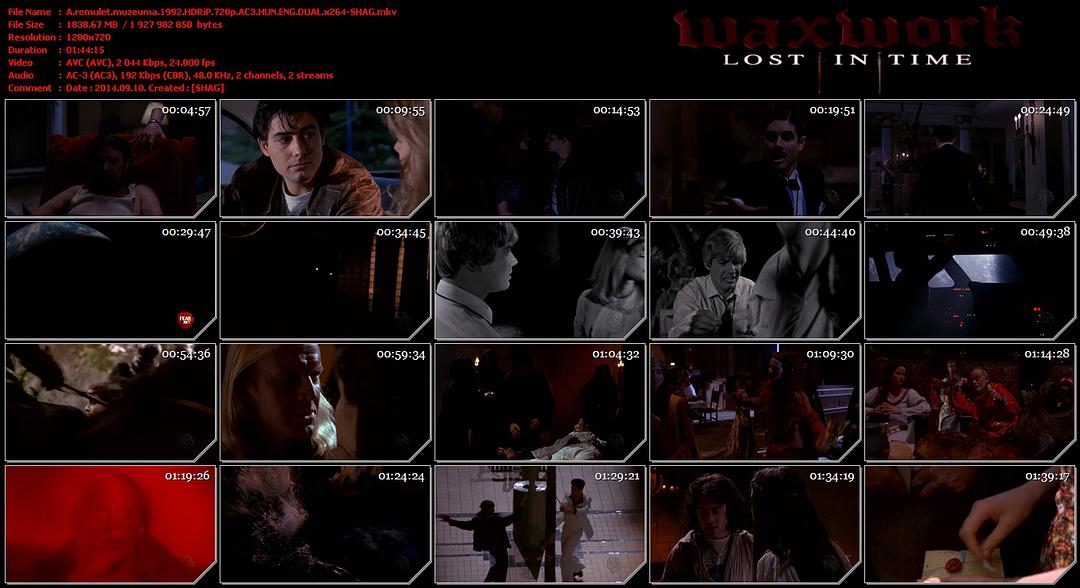 File Name : A.remulet.muzeuma.1992.HDRiP.720p.AC3.HUN.ENG.DUAL.x264-SHAG.mkv
File Size : 1838.67 MB / 1 927 982 850 bytes
Resolution : 1280x720
Duration : 01:44:15
Video : AVC (AVC), 2 044 Kbps, 24.000 fps
Audio : AC-3 (AC3), 192 Kbps (CBR), 48.0 KHz, 2 channels, 2 streams
Comment : Date : 2014.09.10. Created : [SHAG]
waxwork
LOST IN TIME
00:04:57 00:09:55 00:14:53 00:19:51 00:24:49
00:29:47 00:34:45 00:39:43 00:44:40 00:49:38
FEAR
00:54:36 00:59:34 01:04:32 01:09:30 01:14:28
01:19:26 01:24:24 01:29:21 01:34:19 01:39:17